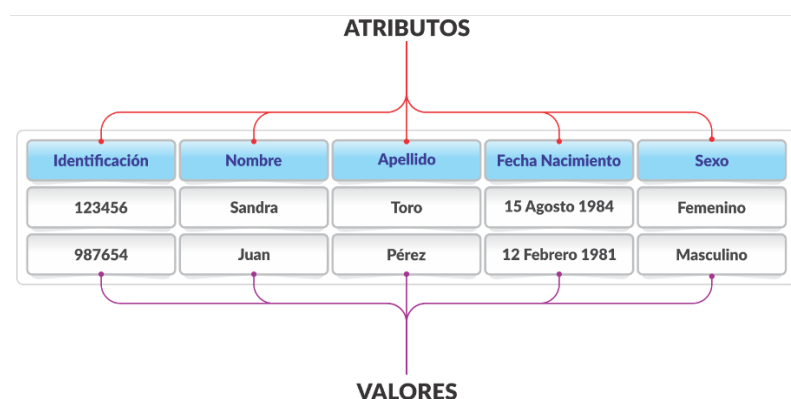 ATRIBUTOS
Identificación Nombre Apellido Fecha Nacimiento Sexo
123456 Sandra Toro 15 Agosto 1984 Femenino
987654 Juan Pérez 12 Febrero 1981 Masculino
VALORES